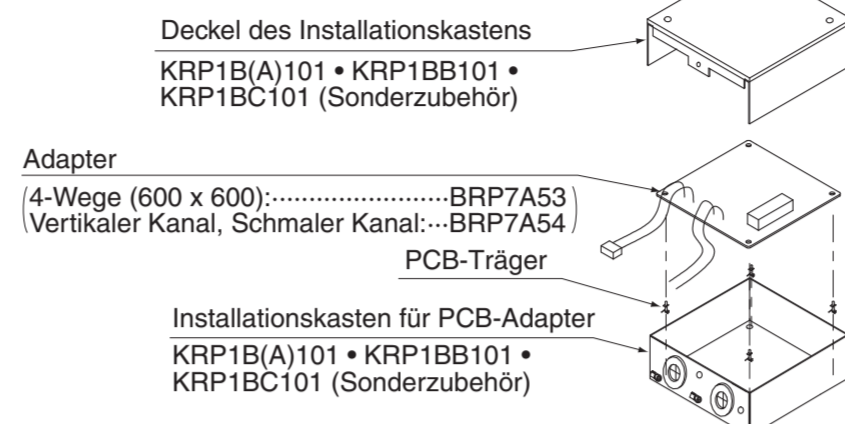 Deckel des Installationskastens
KRP1B(A)101 • KRP1BB101 •
KRP1BC101 (Sonderzubehör)
Adapter
(4-Wege (600 x 600):························BRP7A53)
(Vertikaler Kanal, Schmaler Kanal:···BRP7A54)
PCB-Träger
Installationskasten für PCB-Adapter
KRP1B(A)101 • KRP1BB101 •
KRP1BC101 (Sonderzubehör)